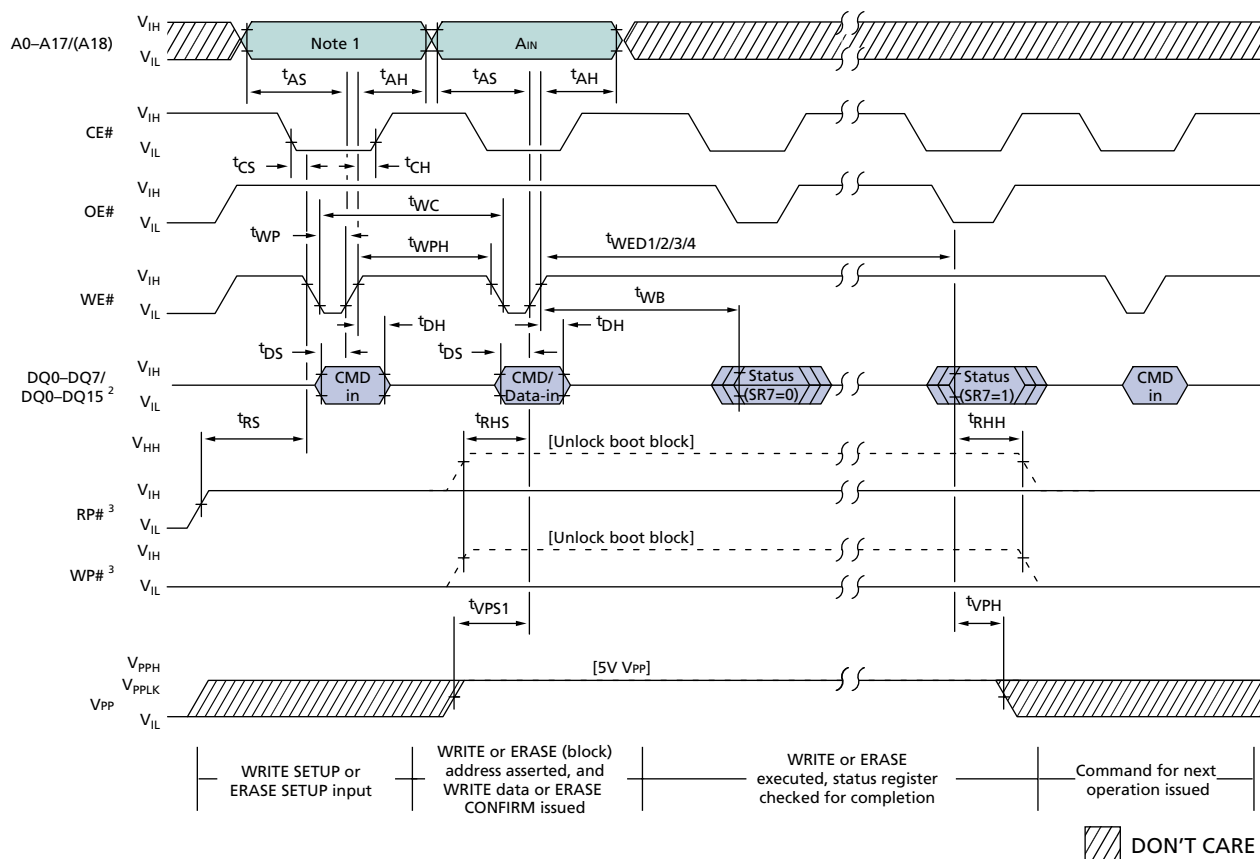 VIH
A0–A17/(A18)
VIL
Note 1
AIN
tAS
tAH
tAS
tAH
VIH
CE#
VIL
tCS
tCH
VIH
OE#
VIL
tWC
tWP
tWPH
tWED1/2/3/4
VIH
WE#
VIL
tWB
tDH
tDH
tDS
tDS
VIH
DQ0–DQ7/
DQ0–DQ15 2
VIL
CMD
in
CMD/
Data-in
Status
(SR7=0)
Status
(SR7=1)
CMD
in
tRS
tRHS
tRHH
VHH
[Unlock boot block]
VIH
RP# 3
VIL
VIH
[Unlock boot block]
WP# 3
VIL
tVPS1
tVPH
VPPH
[5V VPP]
VPPLK
VPP
VIL
WRITE SETUP or
ERASE SETUP input
WRITE or ERASE (block)
address asserted, and
WRITE data or ERASE
CONFIRM issued
WRITE or ERASE
executed, status register
checked for completion
Command for next
operation issued
DON'T CARE